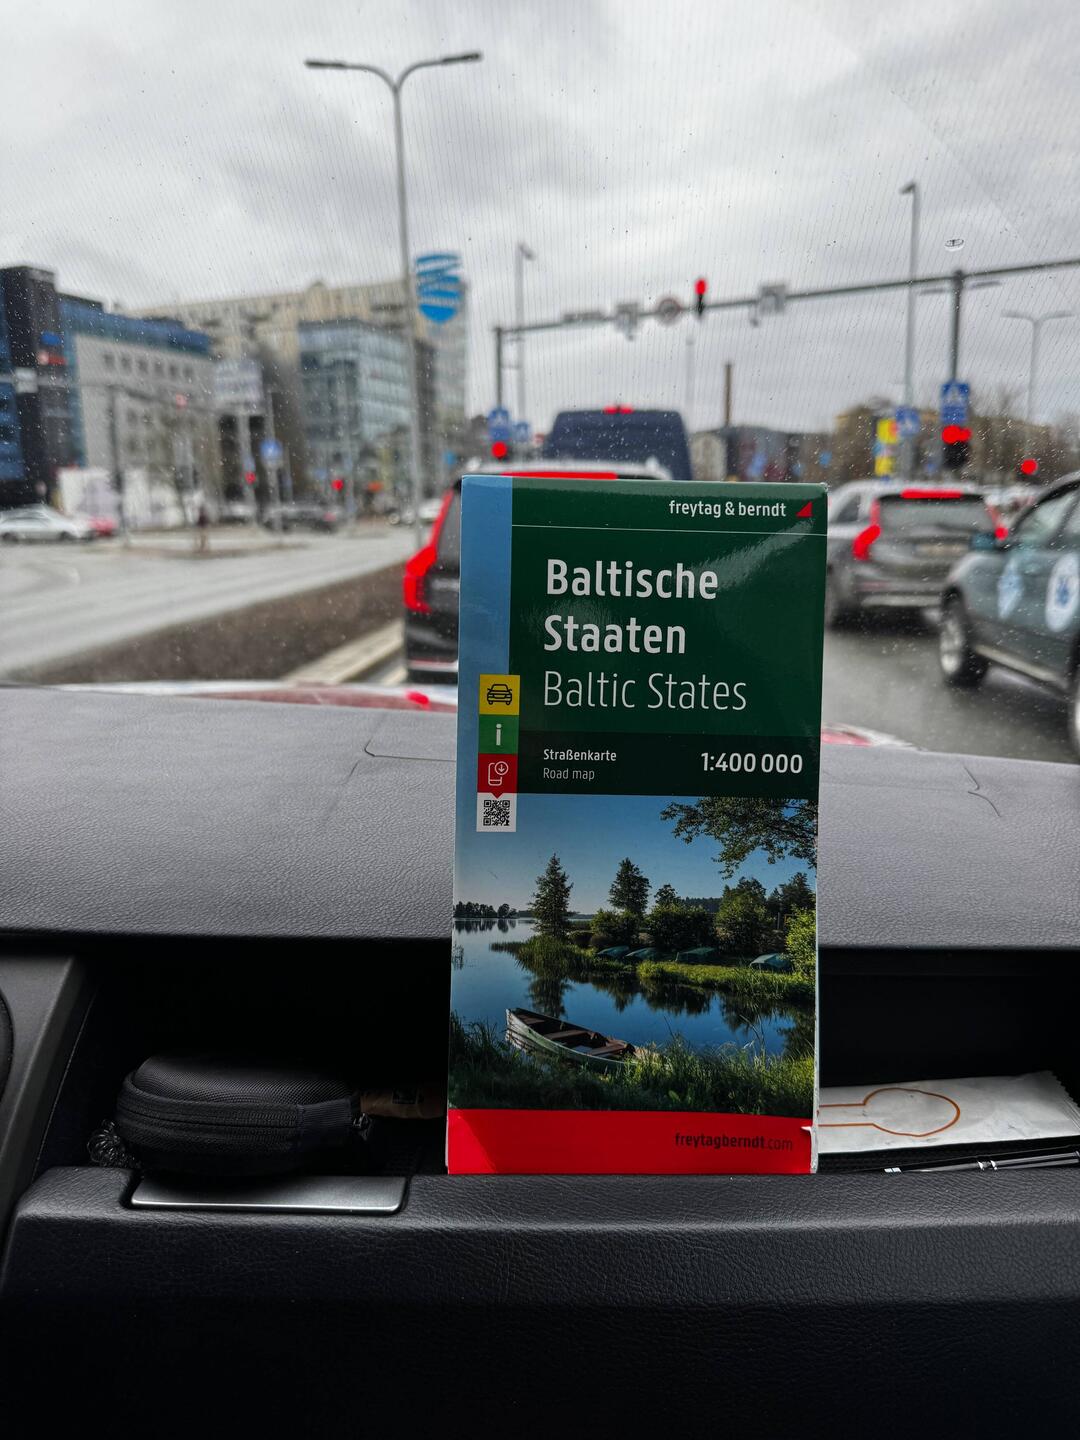 freytag & berndt
Baltische
Staaten
Baltic States
i
Straßenkarte
Road map
1:400 000
freytagberndt.com